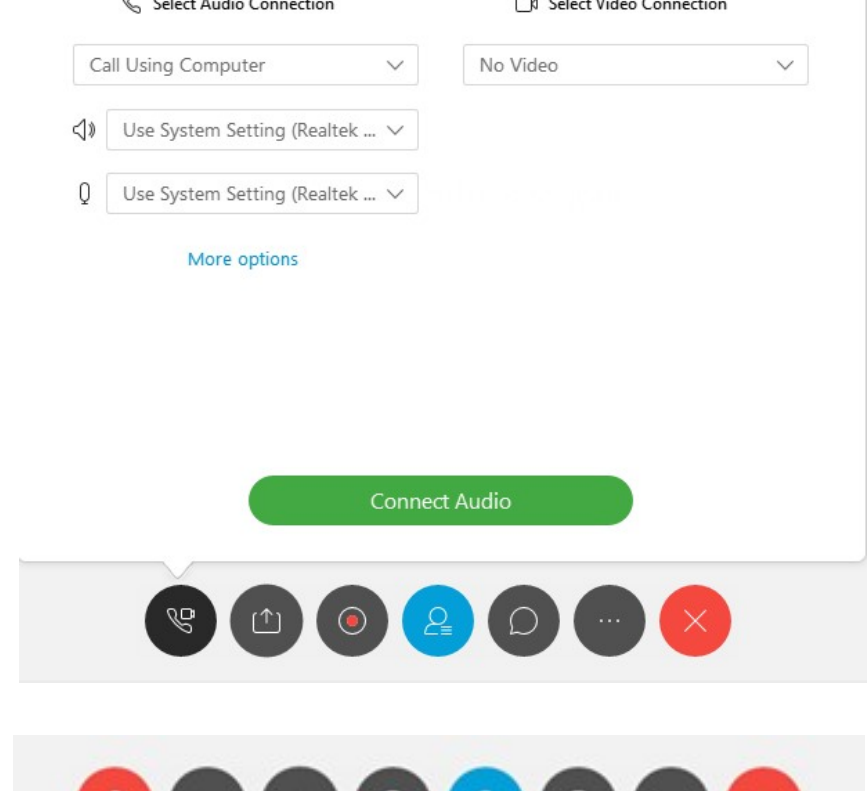 Select Audio Connection
Select Video Connection
Call Using Computer
No Video
Use System Setting (Realtek ...
Use System Setting (Realtek ...
More options
Connect Audio